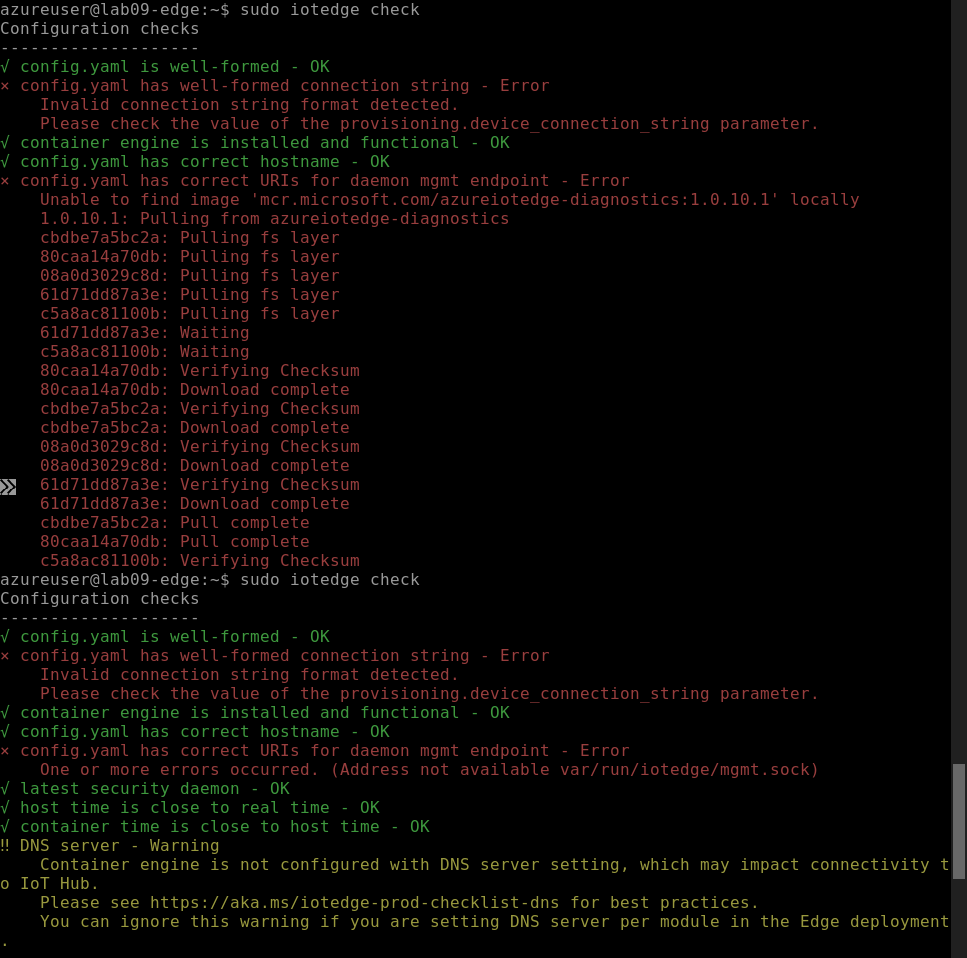 azureuser@lab09-edge:~$ sudo iotedge check
Configuration checks
--------------------
√ config.yaml is well-formed - OK
× config.yaml has well-formed connection string - Error
    Invalid connection string format detected.
    Please check the value of the provisioning.device_connection_string parameter.
√ container engine is installed and functional - OK
√ config.yaml has correct hostname - OK
× config.yaml has correct URIs for daemon mgmt endpoint - Error
    Unable to find image 'mcr.microsoft.com/azureiotedge-diagnostics:1.0.10.1' locally
    1.0.10.1: Pulling from azureiotedge-diagnostics
    cbdbe7a5bc2a: Pulling fs layer
    80caa14a70db: Pulling fs layer
    08a0d3029c8d: Pulling fs layer
    61d71dd87a3e: Pulling fs layer
    c5a8ac81100b: Pulling fs layer
    61d71dd87a3e: Waiting
    c5a8ac81100b: Waiting
    80caa14a70db: Verifying Checksum
    80caa14a70db: Download complete
    cbdbe7a5bc2a: Verifying Checksum
    cbdbe7a5bc2a: Download complete
    08a0d3029c8d: Verifying Checksum
    08a0d3029c8d: Download complete
    61d71dd87a3e: Verifying Checksum
    61d71dd87a3e: Download complete
    cbdbe7a5bc2a: Pull complete
    80caa14a70db: Pull complete
    c5a8ac81100b: Verifying Checksum
azureuser@lab09-edge:~$ sudo iotedge check
Configuration checks
--------------------
√ config.yaml is well-formed - OK
× config.yaml has well-formed connection string - Error
    Invalid connection string format detected.
    Please check the value of the provisioning.device_connection_string parameter.
√ container engine is installed and functional - OK
√ config.yaml has correct hostname - OK
× config.yaml has correct URIs for daemon mgmt endpoint - Error
    One or more errors occurred. (Address not available var/run/iotedge/mgmt.sock)
√ latest security daemon - OK
√ host time is close to real time - OK
√ container time is close to host time - OK
‼ DNS server - Warning
    Container engine is not configured with DNS server setting, which may impact connectivity t
o IoT Hub.
    Please see https://aka.ms/iotedge-prod-checklist-dns for best practices.
    You can ignore this warning if you are setting DNS server per module in the Edge deployment
.